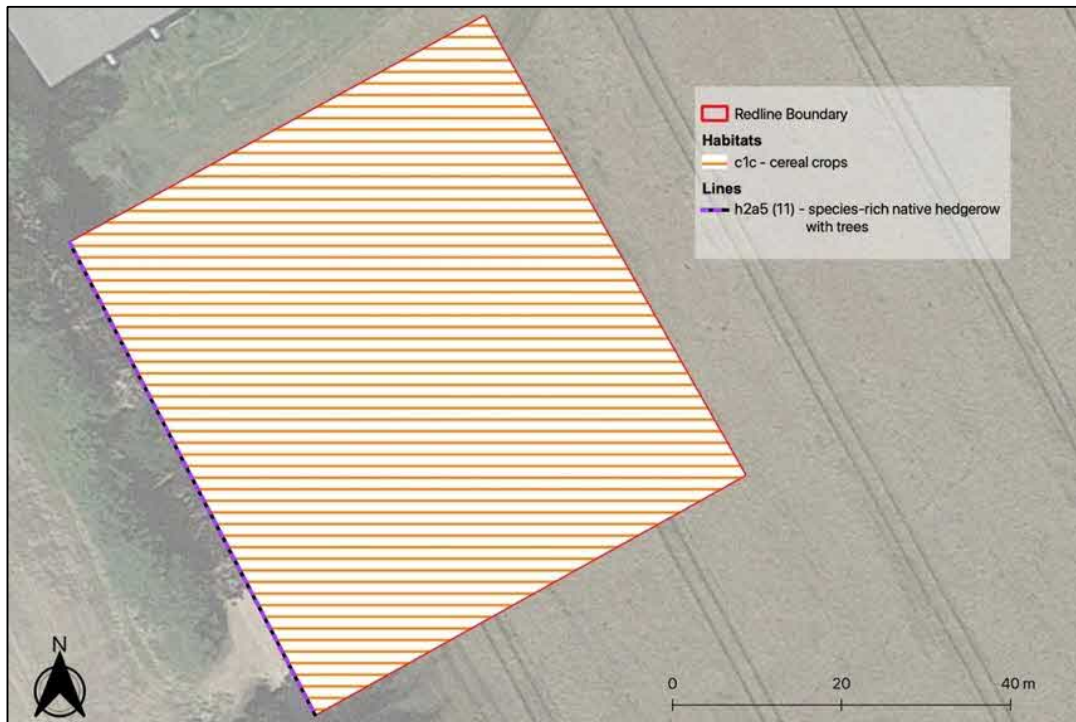 Redline Boundary
Habitats
c1c - cereal crops
Lines
h2a5 (11) - species-rich native hedgerow
with trees
N
0 20 40 m